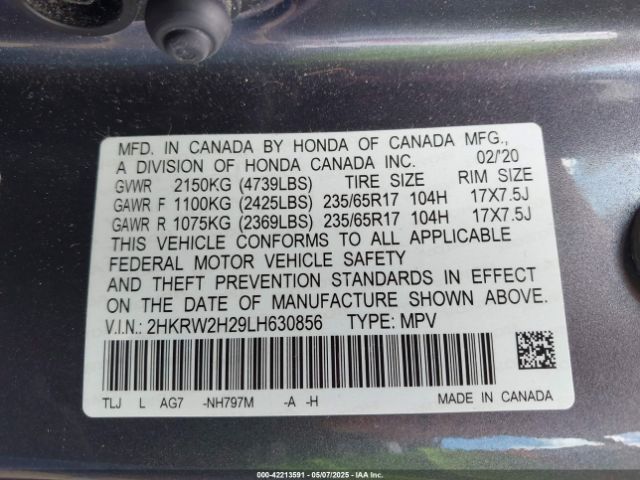 MFD. IN CANADA BY HONDA OF CANADA MFG.,
A DIVISION OF HONDA CANADA INC. 02/'20
GVWR 2150KG (4739LBS) TIRE SIZE RIM SIZE
GAWR F 1100KG (2425LBS) 235/65R17 104H 17X7.5J
GAWR R 1075KG (2369LBS) 235/65R17 104H 17X7.5J
THIS VEHICLE CONFORMS TO ALL APPLICABLE
FEDERAL MOTOR VEHICLE SAFETY
AND THEFT PREVENTION STANDARDS IN EFFECT
ON THE DATE OF MANUFACTURE SHOWN ABOVE.
V.I.N.: 2HKRW2H29LH630856 TYPE: MPV
TLJ L AG7 -NH797M -A -H MADE IN CANADA
000-42213591 - 05/07/2025 - IAA Inc.